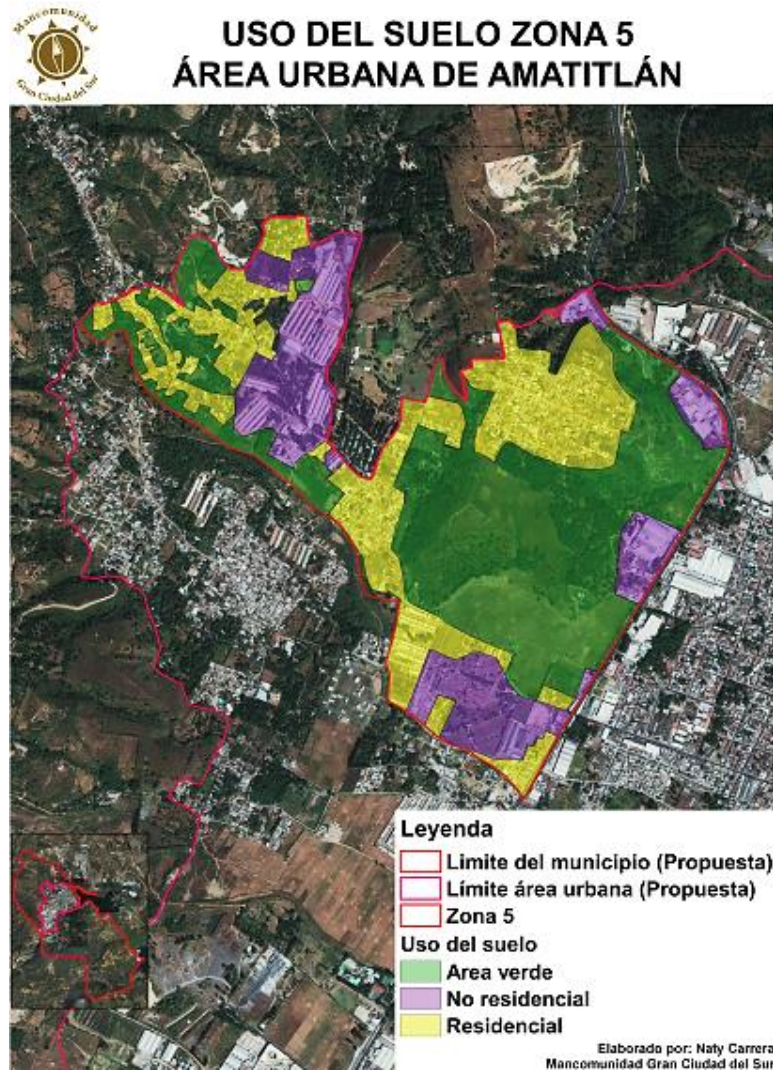 Mancomunidad
Gran Ciudad del Sur
USO DEL SUELO ZONA 5
ÁREA URBANA DE AMATITLÁN
Leyenda
Limite del municipio (Propuesta)
Límite área urbana (Propuesta)
Zona 5
Uso del suelo
Area verde
No residencial
Residencial
Elaborado por: Naty Carrera
Mancomunidad Gran Ciudad del Sur